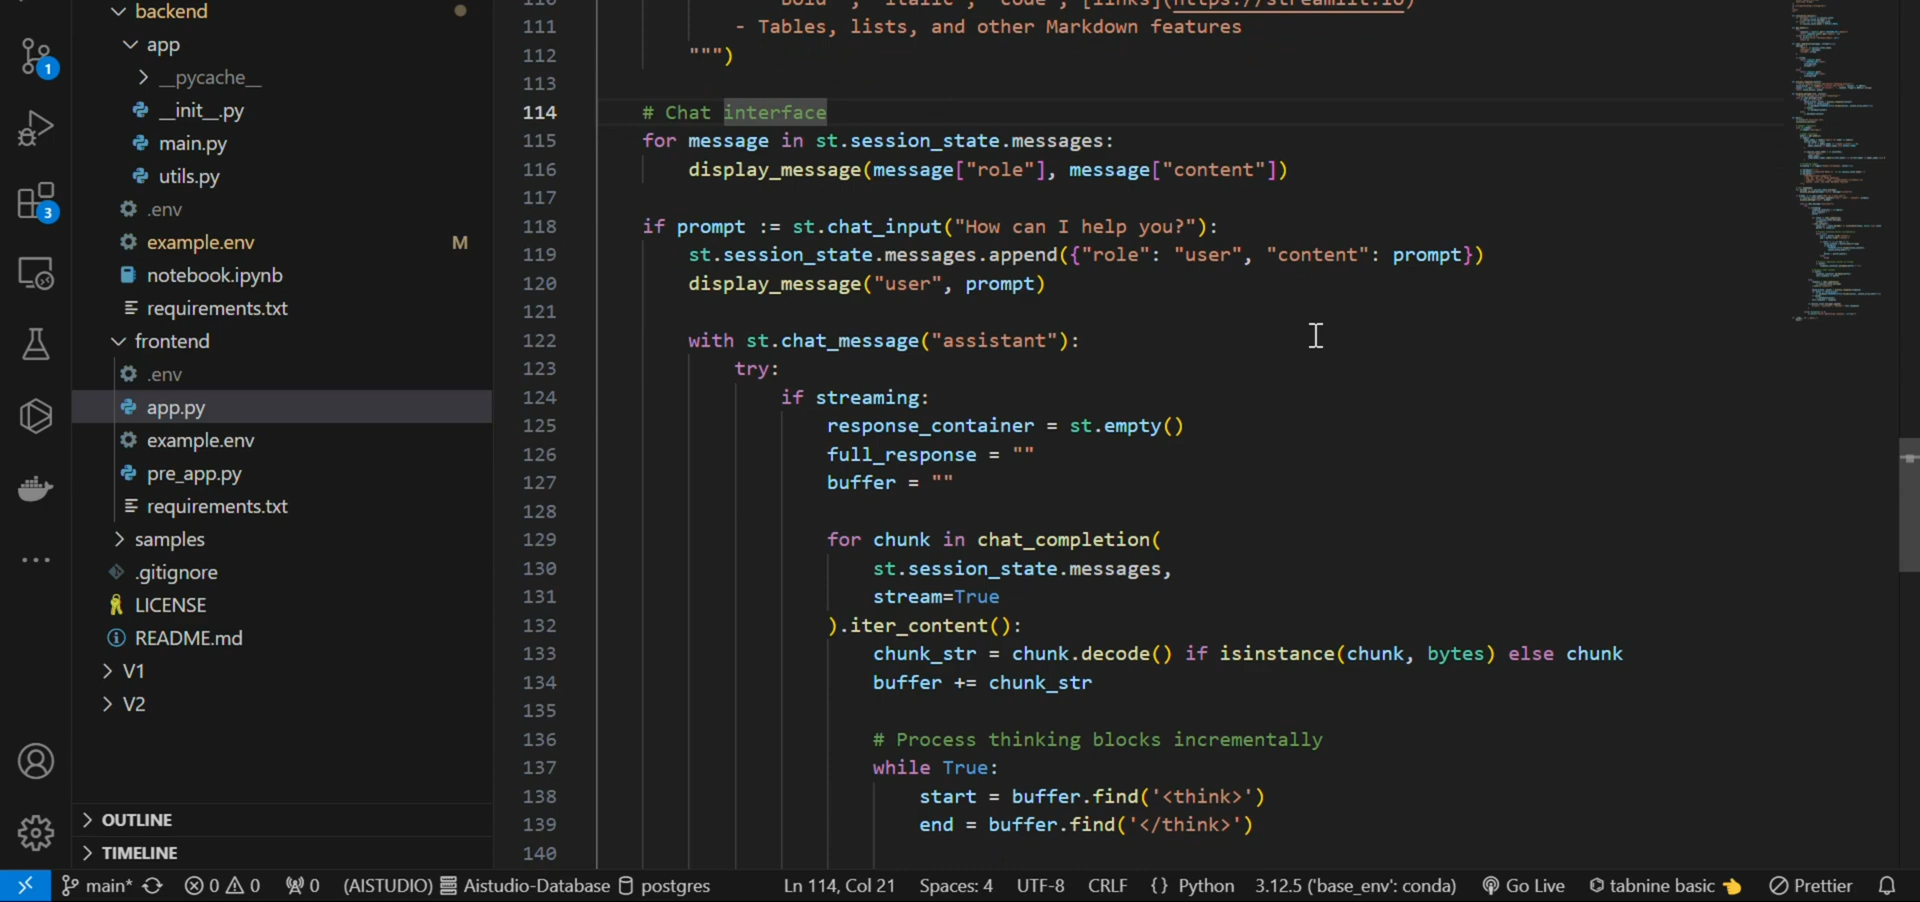 backend
app
__pycache__
__init__.py
main.py
utils.py
.env
example.env M
notebook.ipynb
requirements.txt
frontend
.env
app.py
example.env
pre_app.py
requirements.txt
samples
.gitignore
LICENSE
README.md
V1
V2
OUTLINE
TIMELINE
1
3
111 - Tables, lists, and other Markdown features
112 """)
113
114 # Chat interface
115 for message in st.session_state.messages:
116 display_message(message["role"], message["content"])
117
118 if prompt := st.chat_input("How can I help you?"):
119 st.session_state.messages.append({"role": "user", "content": prompt})
120 display_message("user", prompt)
121
122 with st.chat_message("assistant"):
123 try:
124 if streaming:
125 response_container = st.empty()
126 full_response = ""
127 buffer = ""
128
129 for chunk in chat_completion(
130 st.session_state.messages,
131 stream=True
132 ).iter_content():
133 chunk_str = chunk.decode() if isinstance(chunk, bytes) else chunk
134 buffer += chunk_str
135
136 # Process thinking blocks incrementally
137 while True:
138 start = buffer.find('<think>')
139 end = buffer.find('</think>')
140
main* 0 0 0 (AISTUDIO) Aistudio-Database postgres Ln 114, Col 21 Spaces: 4 UTF-8 CRLF {} Python 3.12.5 ('base_env': conda) Go Live tabnine basic Prettier